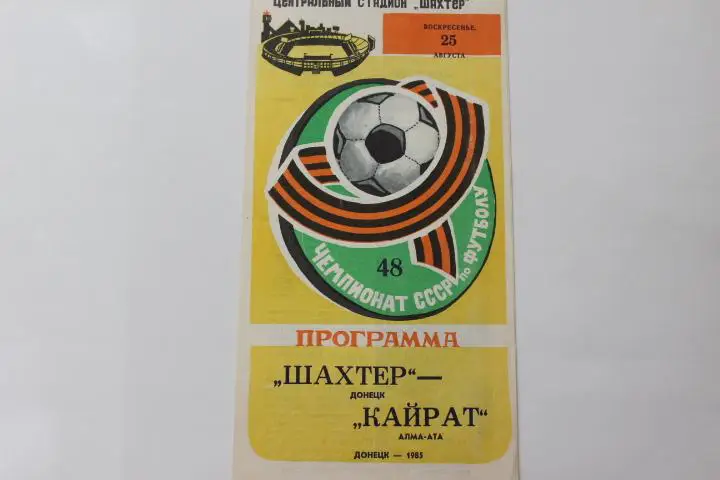 ЦЕНТРАЛЬНЫЙ СТАДИОН „ШАХТЕР"
ВОСКРЕСЕНЬЕ,
25
АВГУСТА
48
ЧЕМПИОНАТ СССР ПО ФУТБОЛУ
ПРОГРАММА
„ШАХТЕР"—
ДОНЕЦК
„КАЙРАТ"
АЛМА-АТА
ДОНЕЦК — 1985